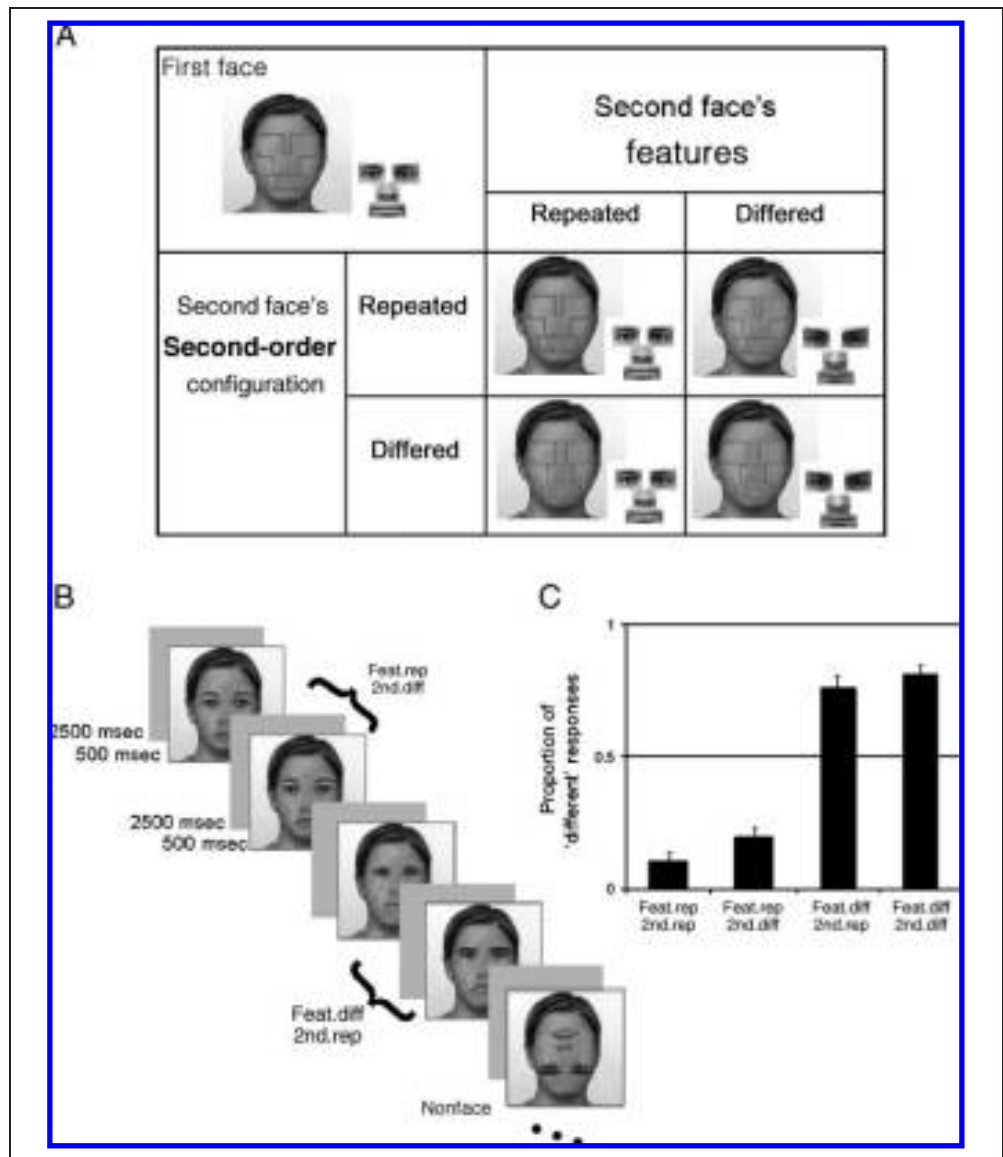 A
First face
Second face's
features
Repeated
Differed
Second face's
Second-order
configuration
Repeated
Differed
B
Feat.rep
2nd.diff
2500 msec
500 msec
2500 msec
500 msec
Feat.diff
2nd.rep
Nonface
C
Proportion of
'different' responses
1
0.5
0
Feat.rep
2nd.rep
Feat.rep
2nd.diff
Feat.diff
2nd.rep
Feat.diff
2nd.diff